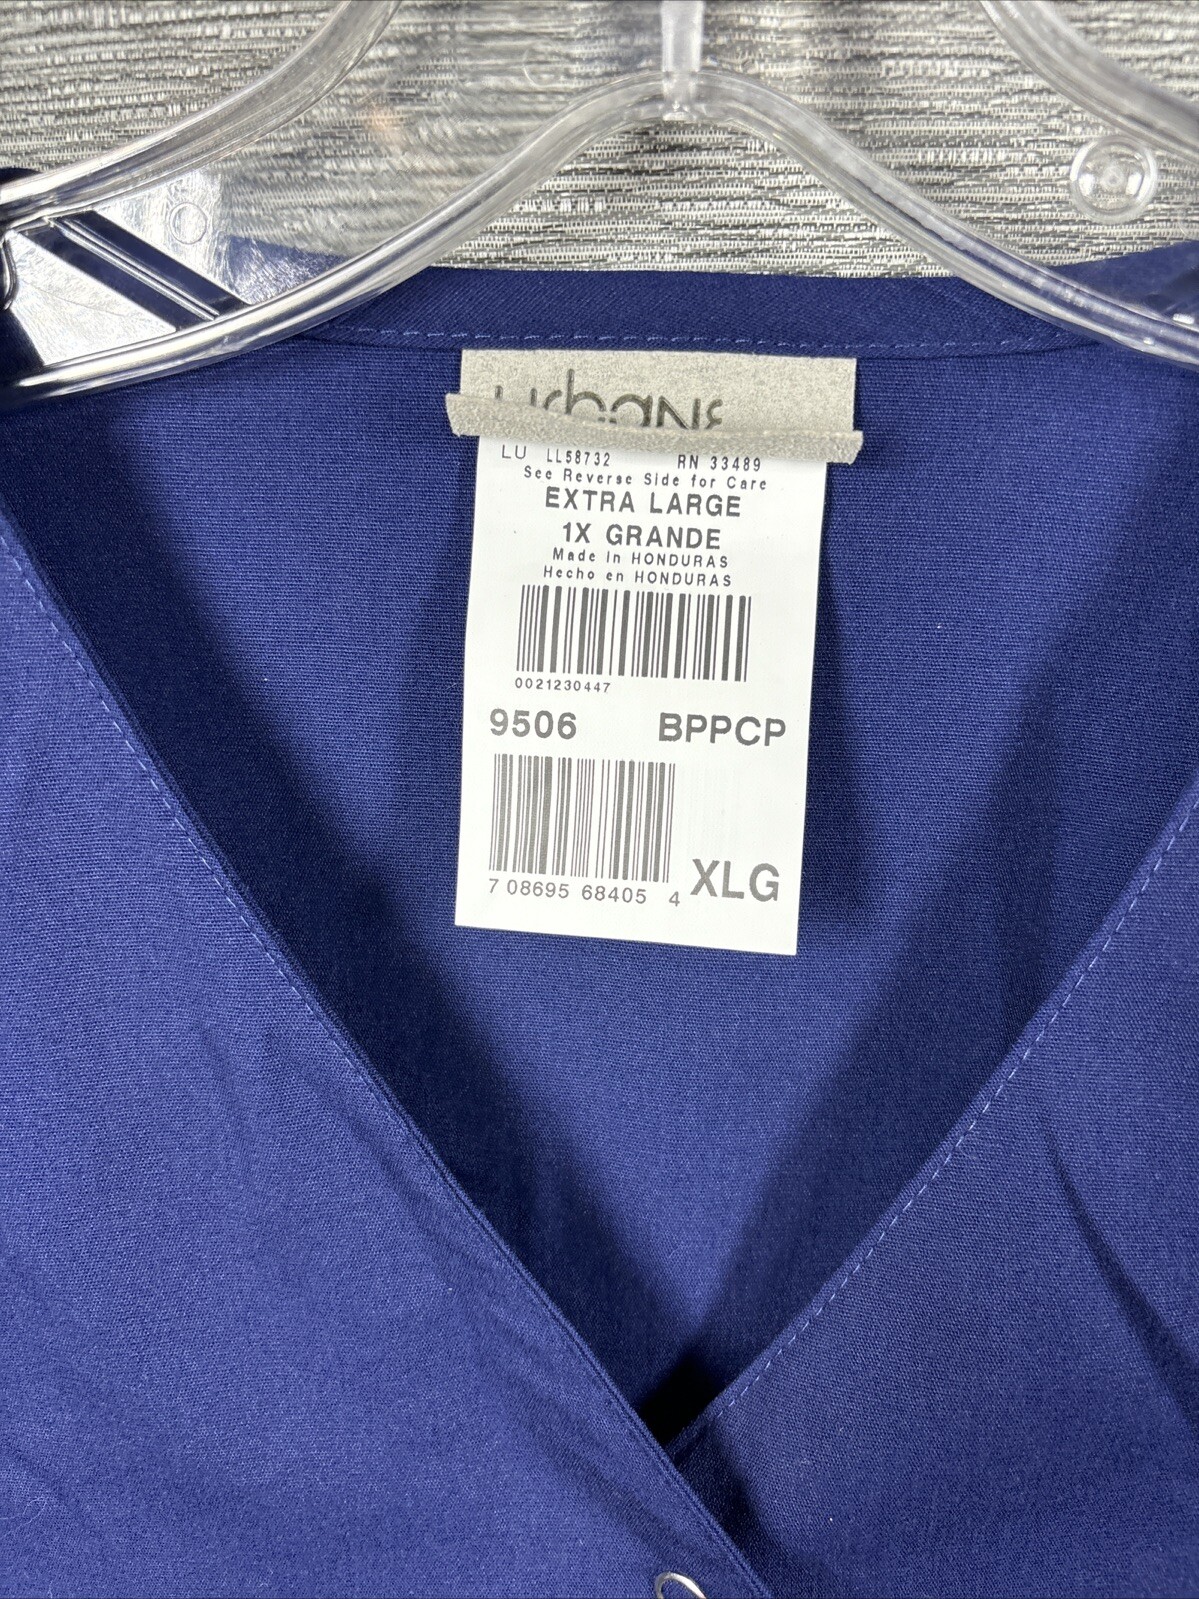 urbane
LU LL58732 RN 33489
See Reverse Side for Care
EXTRA LARGE
1X GRANDE
Made in HONDURAS
Hecho en HONDURAS
0021230447
9506 BPPCP
7 08695 68405 4 XLG